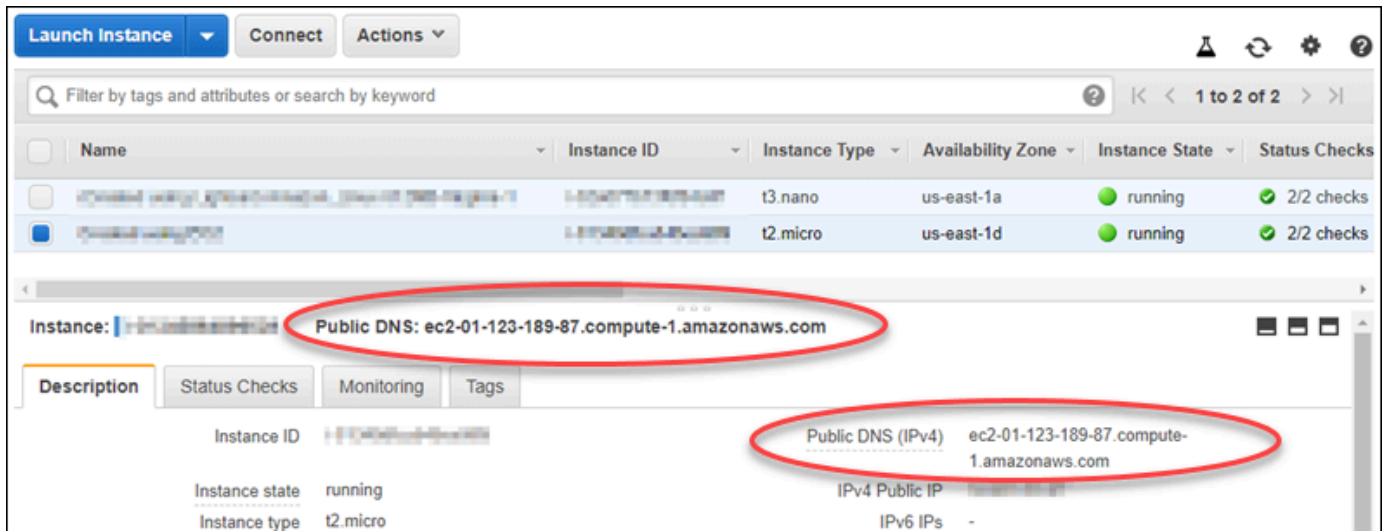 Launch Instance Connect Actions
Filter by tags and attributes or search by keyword 1 to 2 of 2
Name Instance ID Instance Type Availability Zone Instance State Status Checks
t3.nano us-east-1a running 2/2 checks
t2.micro us-east-1d running 2/2 checks
Instance: Public DNS: ec2-01-123-189-87.compute-1.amazonaws.com
Description Status Checks Monitoring Tags
Instance ID Public DNS (IPv4) ec2-01-123-189-87.compute-
1.amazonaws.com
Instance state running IPv4 Public IP
Instance type t2.micro IPv6 IPs -